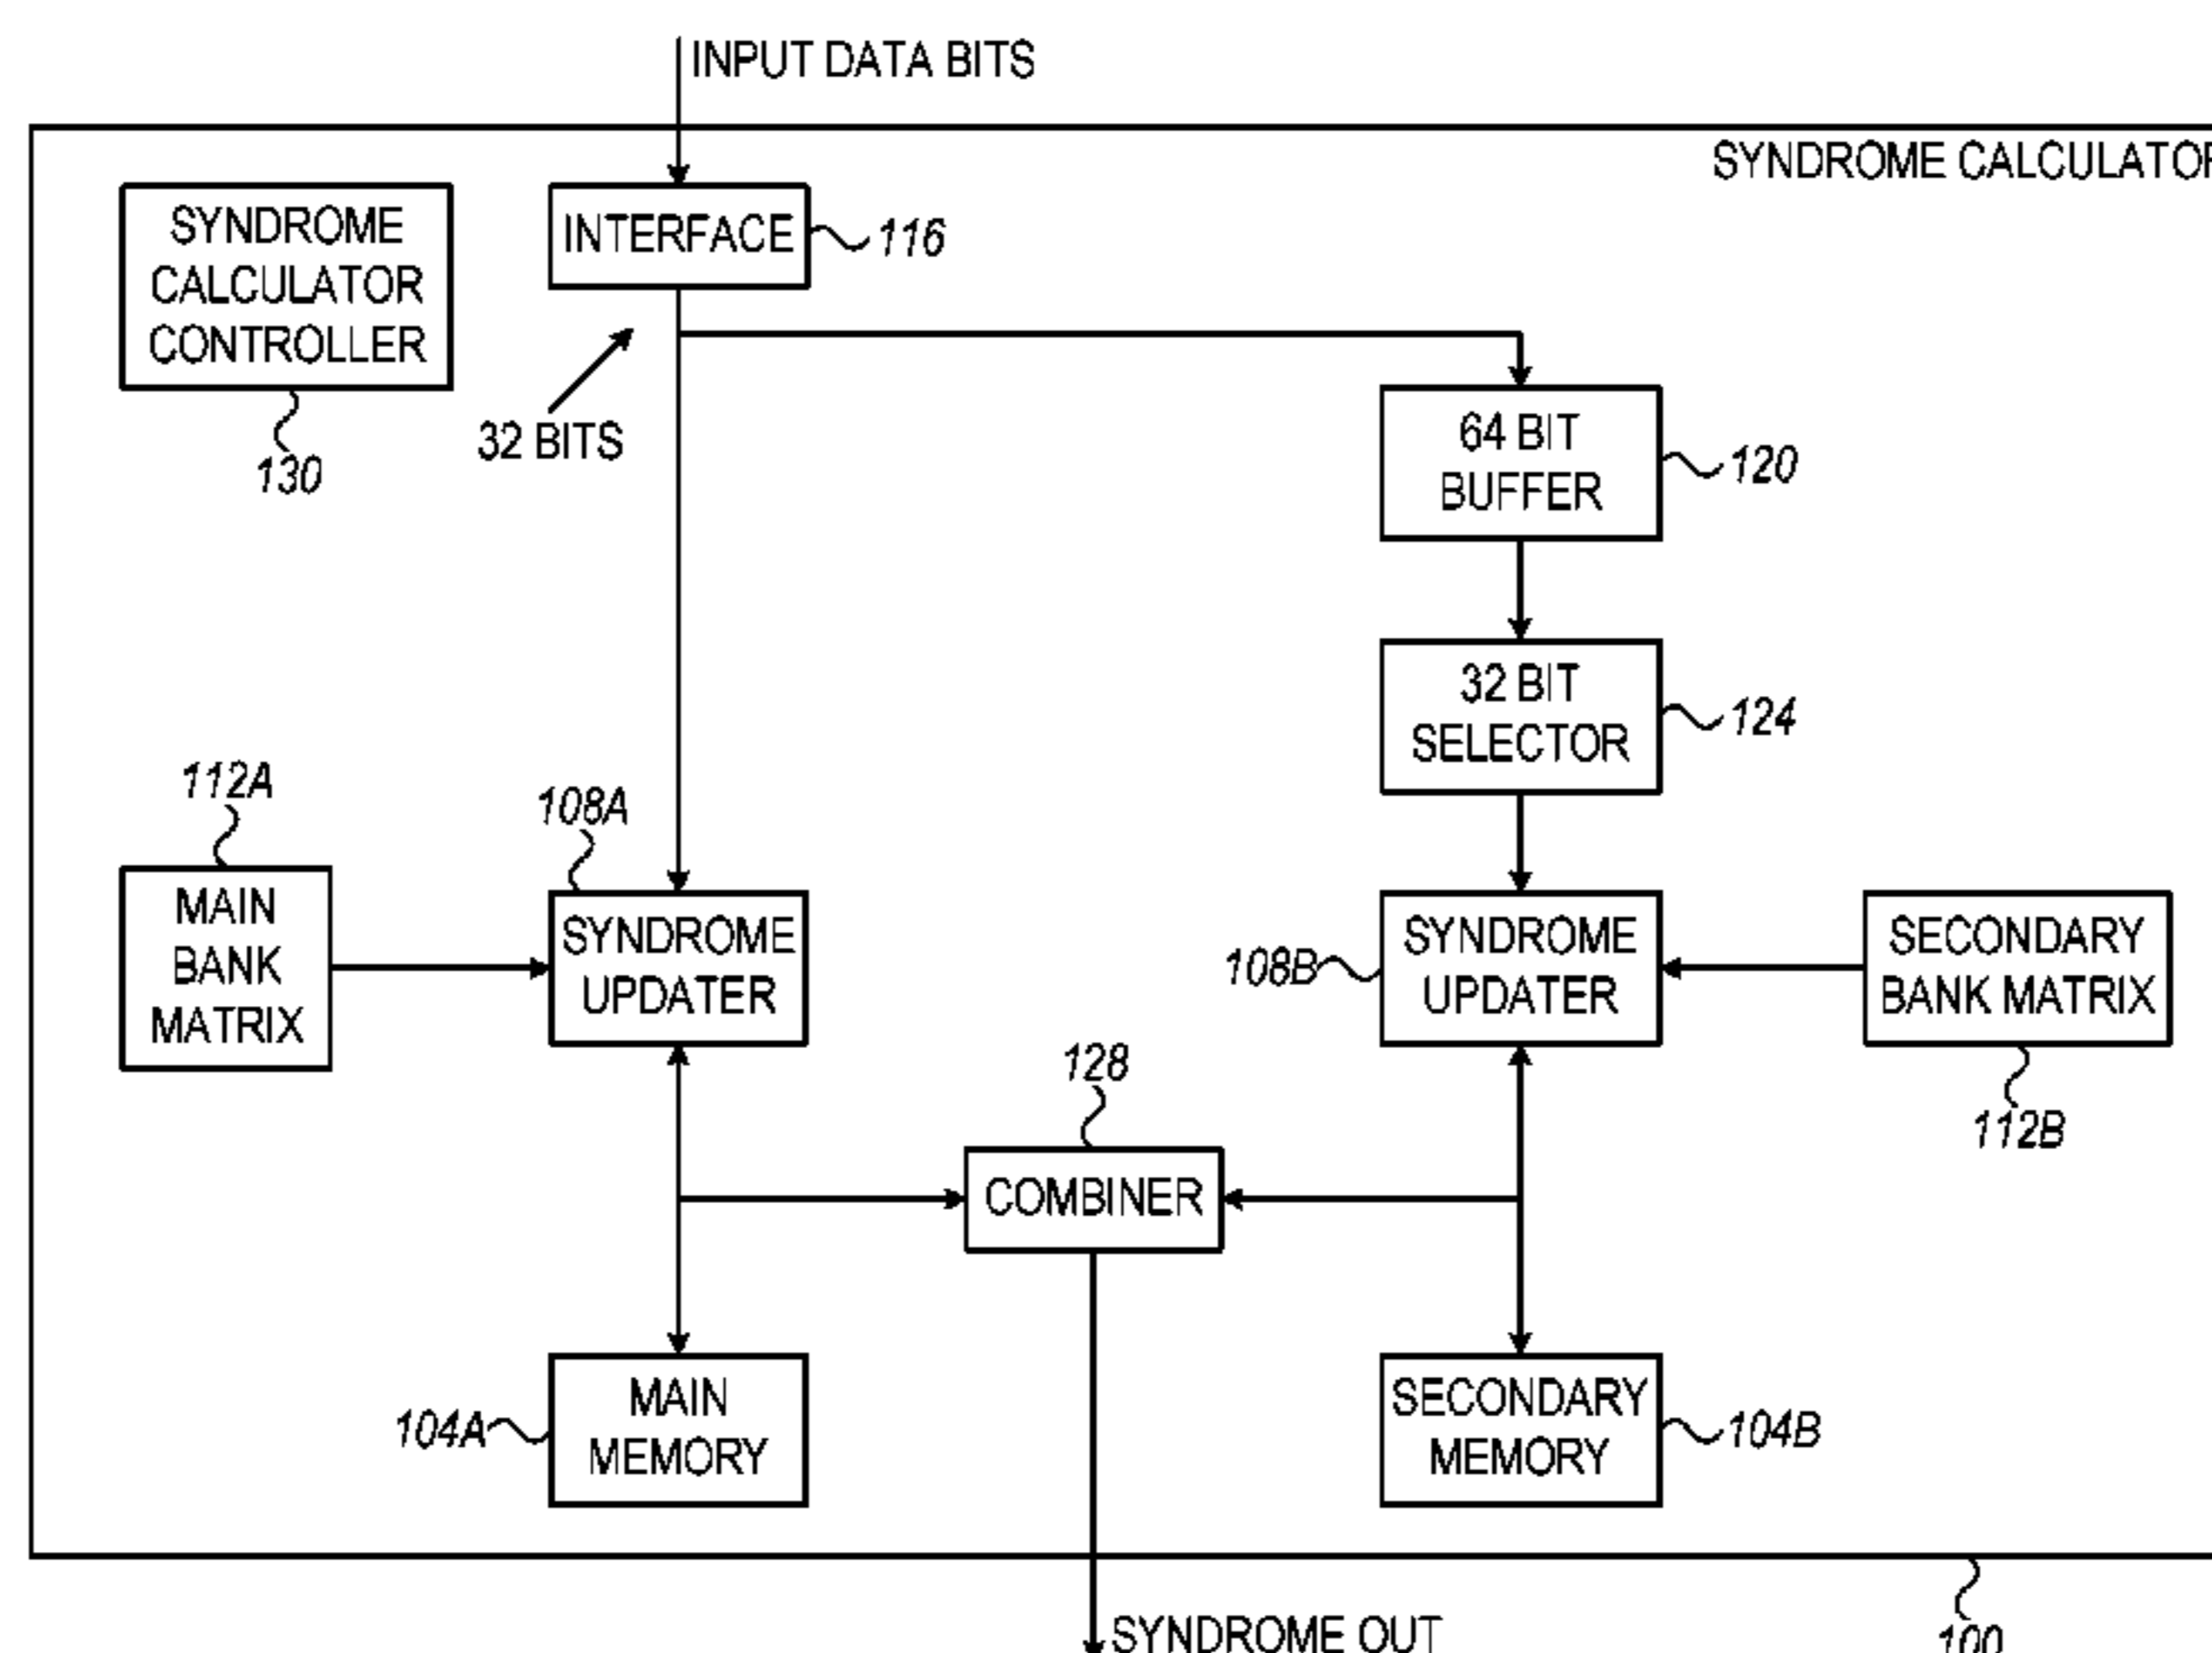 INPUT DATA BITS
SYNDROME CALCULATOR
SYNDROME
CALCULATOR
CONTROLLER
130
INTERFACE
116
32 BITS
64 BIT
BUFFER
120
32 BIT
SELECTOR
124
112A
MAIN
BANK
MATRIX
108A
SYNDROME
UPDATER
108B
SYNDROME
UPDATER
SECONDARY
BANK MATRIX
112B
128
COMBINER
104A
MAIN
MEMORY
SECONDARY
MEMORY
104B
SYNDROME OUT
100